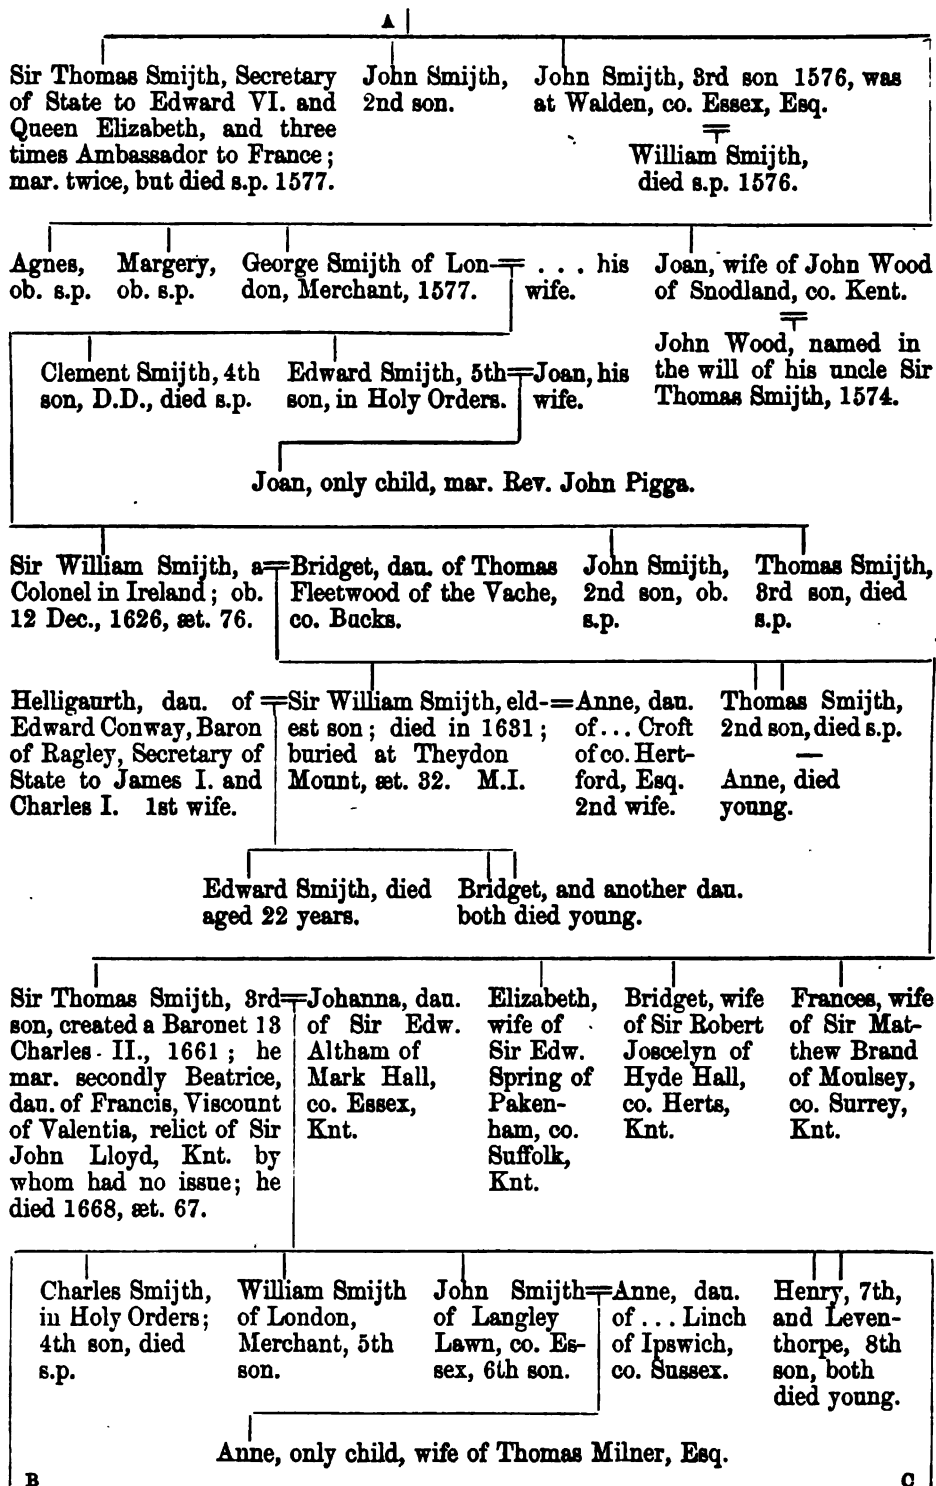 A
Sir Thomas Smijth, Secretary
of State to Edward VI. and
Queen Elizabeth, and three
times Ambassador to France;
mar. twice, but died s.p. 1577.
John Smijth,
2nd son.
John Smijth, 3rd son 1576, was
at Walden, co. Essex, Esq.
William Smijth,
died s.p. 1576.
Agnes,
ob. s.p.
Margery,
ob. s.p.
George Smijth of Lon-
don, Merchant, 1577.
. . . his
wife.
Joan, wife of John Wood
of Snodland, co. Kent.
John Wood, named in
the will of his uncle Sir
Thomas Smijth, 1574.
Clement Smijth, 4th
son, D.D., died s.p.
Edward Smijth, 5th
son, in Holy Orders.
Joan, his
wife.
Joan, only child, mar. Rev. John Pigga.
Sir William Smijth, a
Colonel in Ireland; ob.
12 Dec., 1626, æt. 76.
Bridget, dau. of Thomas
Fleetwood of the Vache,
co. Bucks.
John Smijth,
2nd son, ob.
s.p.
Thomas Smijth,
3rd son, died
s.p.
Helligaurth, dau. of
Edward Conway, Baron
of Ragley, Secretary of
State to James I. and
Charles I. 1st wife.
Sir William Smijth, eld-
est son; died in 1631;
buried at Theydon
Mount, æt. 32. M.I.
Anne, dau.
of . . . Croft
of co. Hert-
ford, Esq.
2nd wife.
Thomas Smijth,
2nd son, died s.p.
—
Anne, died
young.
Edward Smijth, died
aged 22 years.
Bridget, and another dau.
both died young.
Sir Thomas Smijth, 3rd
son, created a Baronet 13
Charles II., 1661; he
mar. secondly Beatrice,
dau. of Francis, Viscount
of Valentia, relict of Sir
John Lloyd, Knt. by
whom had no issue; he
died 1668, æt. 67.
Johanna, dau.
of Sir Edw.
Altham of
Mark Hall,
co. Essex,
Knt.
Elizabeth,
wife of
Sir Edw.
Spring of
Paken-
ham, co.
Suffolk,
Knt.
Bridget, wife
of Sir Robert
Joscelyn of
Hyde Hall,
co. Herts,
Knt.
Frances, wife
of Sir Mat-
thew Brand
of Moulsey,
co. Surrey,
Knt.
Charles Smijth,
in Holy Orders;
4th son, died
s.p.
William Smijth
of London,
Merchant, 5th
son.
John Smijth
of Langley
Lawn, co. Es-
sex, 6th son.
Anne, dau.
of . . . Linch
of Ipswich,
co. Sussex.
Henry, 7th,
and Leven-
thorpe, 8th
son, both
died young.
Anne, only child, wife of Thomas Milner, Esq.
B C